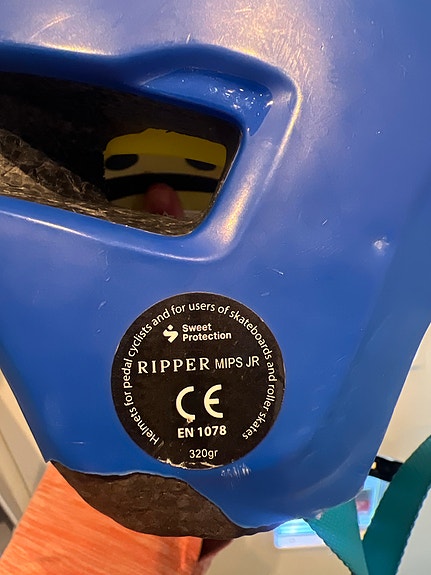 Helmets for pedal cyclists and for users of skateboards and roller skates
Sweet
Protection
RIPPER MIPS JR
CE
EN 1078
320gr